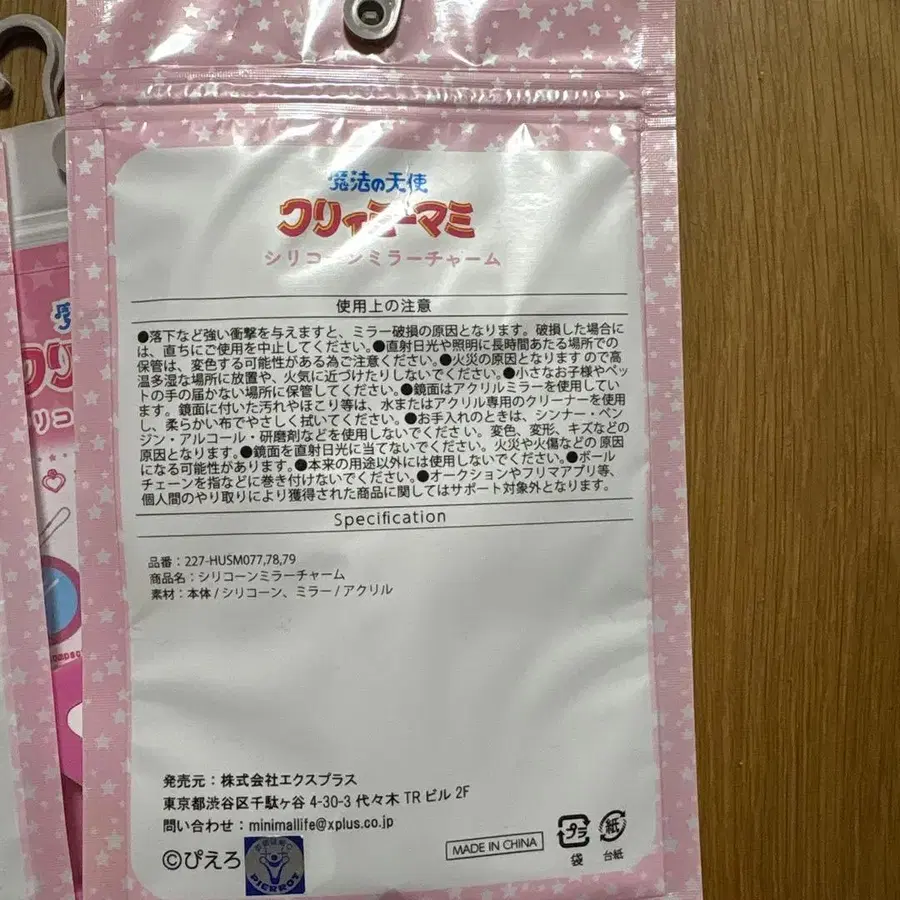 魔法の天使
クリィミーマミ
シリコーンミラーチャーム
使用上の注意
●落下など強い衝撃を与えますと、ミラー破損の原因となります。破損した場合に
は、直ちにご使用を中止してください。●直射日光や照明に長時間あたる場所での
保管は、変色する可能性がある為ご注意ください。●火災の原因となりますので高
温多湿な場所に放置や、火気に近づけたりしないでください。●小さなお子様やペッ
トの手の届かない場所に保管してください。●鏡面はアクリルミラーを使用してい
ます。鏡面に付いた汚れやほこり等は、水またはアクリル専用のクリーナーを使用
し、柔らかい布でやさしく拭いてください。●お手入れのときは、シンナー・ベン
ジン・アルコール・研磨剤などを使用しないでください。変色、変形、キズなどの
原因となります。●鏡面を直射日光に当てないでください。火災や火傷などの原因
になる可能性があります。●本来の用途以外には使用しないでください。●ボール
チェーンを指などに巻き付けないでください。●オークションやフリマアプリ等、
個人間のやり取りにより獲得された商品に関してはサポート対象外となります。
Specification
品番：227-HUSM077,78,79
商品名：シリコーンミラーチャーム
素材：本体/シリコーン、ミラー/アクリル
発売元：株式会社エクスプラス
東京都渋谷区千駄ヶ谷 4-30-3 代々木 TR ビル 2F
問い合わせ：minimallife@xplus.co.jp
©ぴえろ
PIERROT
MADE IN CHINA
プラ
袋
紙
台紙